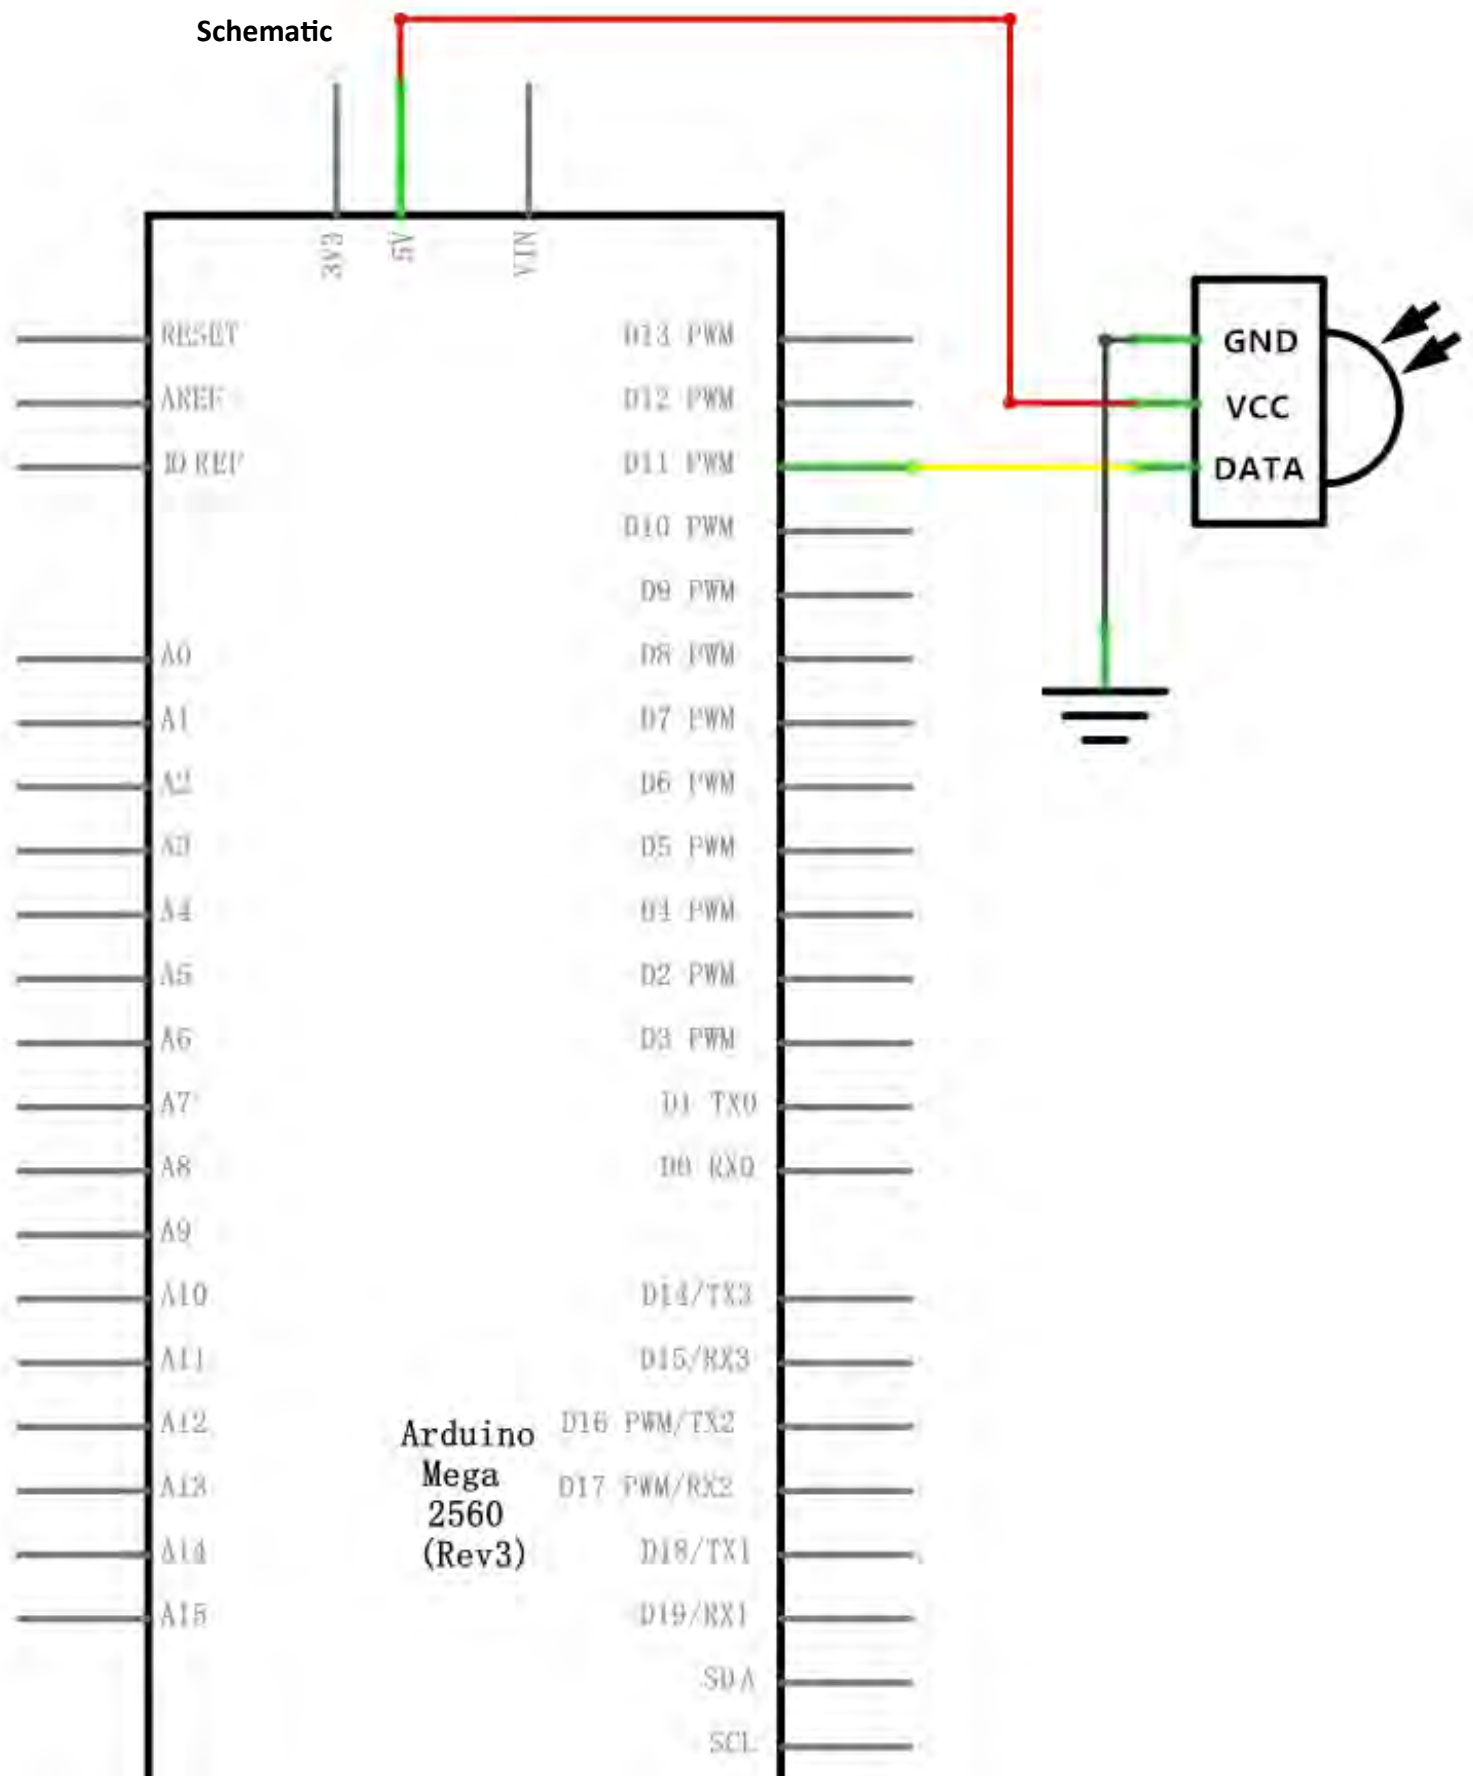 Schematic
3V3
5V
VIN
RESET
AREF
IO REF
A0
A1
A2
A3
A4
A5
A6
A7
A8
A9
A10
A11
A12
A13
A14
A15
D13 PWM
D12 PWM
D11 PWM
D10 PWM
D9 PWM
D8 PWM
D7 PWM
D6 PWM
D5 PWM
D4 PWM
D2 PWM
D3 PWM
D1 TX0
D0 RX0
D14/TX3
D15/RX3
D16 PWM/TX2
D17 PWM/RX2
D18/TX1
D19/RX1
SDA
SCL
Arduino
Mega
2560
(Rev3)
GND
VCC
DATA